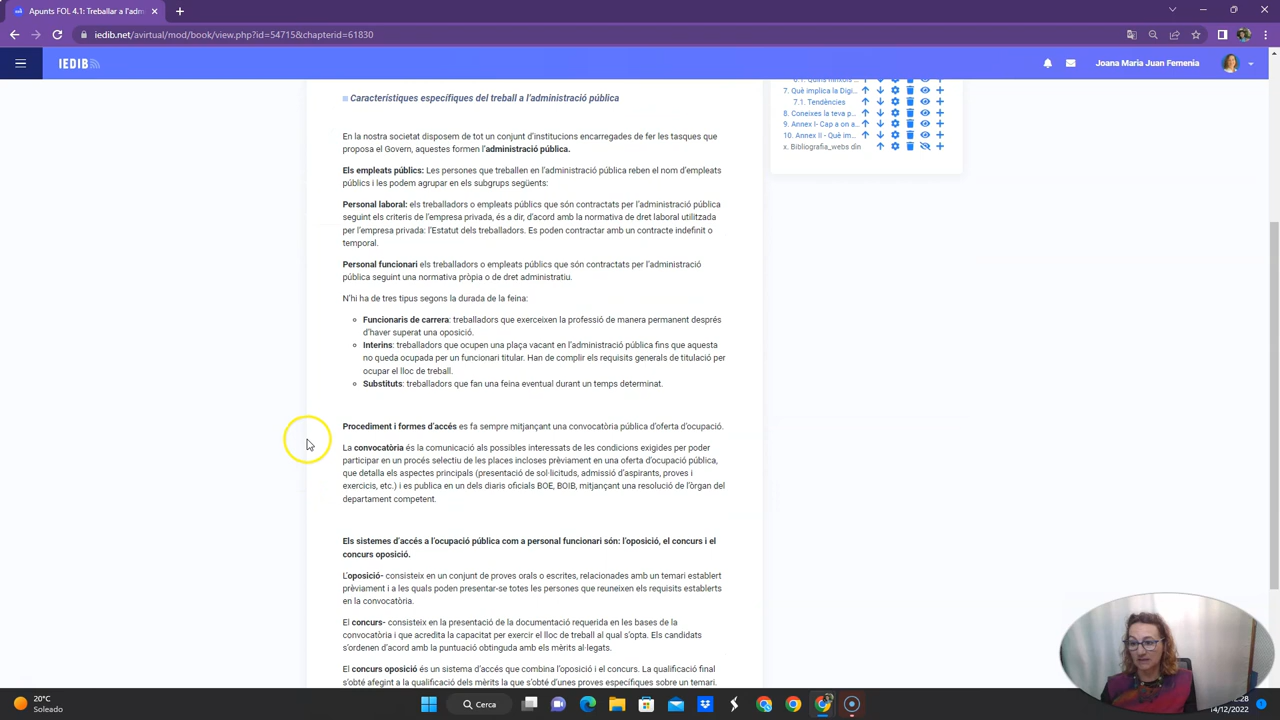 Apunts FOL 4.1: Treballar a l'adm
iedib.net/avirtual/mod/book/view.php?id=54715&chapterid=61830
IEDIB
Joana Maria Juan Femenia
Característiques específiques del treball a l'administració pública
En la nostra societat disposem de tot un conjunt d'institucions encarregades de fer les tasques que
proposa el Govern, aquestes formen l'administració pública.
Els empleats públics: Les persones que treballen en l'administració pública reben el nom d'empleats
públics i les podem agrupar en els subgrups següents:
Personal laboral: els treballadors o empleats públics que són contractats per l'administració pública
seguint els criteris de l'empresa privada, és a dir, d'acord amb la normativa de dret laboral utilitzada
per l'empresa privada: l'Estatut dels treballadors. Es poden contractar amb un contracte indefinit o
temporal.
Personal funcionari els treballadors o empleats públics que són contractats per l'administració
pública seguint una normativa pròpia o de dret administratiu.
N'hi ha de tres tipus segons la durada de la feina:
Funcionaris de carrera: treballadors que exerceixen la professió de manera permanent després
d'haver superat una oposició.
Interins: treballadors que ocupen una plaça vacant en l'administració pública fins que aquesta
no queda ocupada per un funcionari titular. Han de complir els requisits generals de titulació per
ocupar el lloc de treball.
Substituts: treballadors que fan una feina eventual durant un temps determinat.
Procediment i formes d'accés es fa sempre mitjançant una convocatòria pública d'oferta d'ocupació.
La convocatòria és la comunicació als possibles interessats de les condicions exigides per poder
participar en un procés selectiu de les places incloses prèviament en una oferta d'ocupació pública,
que detalla els aspectes principals (presentació de sol·licituds, admissió d'aspirants, proves i
exercicis, etc.) i es publica en un dels diaris oficials BOE, BOIB, mitjançant una resolució de l'òrgan del
departament competent.
Els sistemes d'accés a l'ocupació pública com a personal funcionari són: l'oposició, el concurs i el
concurs oposició.
L'oposició- consisteix en un conjunt de proves orals o escrites, relacionades amb un temari establert
prèviament i a les quals poden presentar-se totes les persones que reuneixen els requisits establerts
en la convocatòria.
El concurs- consisteix en la presentació de la documentació requerida en les bases de la
convocatòria i que acredita la capacitat per exercir el lloc de treball al qual s'opta. Els candidats
s'ordenen d'acord amb la puntuació obtinguda amb els mèrits al·legats.
El concurs oposició és un sistema d'accés que combina l'oposició i el concurs. La qualificació final
s'obté afegint a la qualificació dels mèrits la que s'obté d'unes proves específiques sobre un temari.
6.1. Quins nínxols ...
7. Què implica la Digi...
7.1. Tendències
8. Coneixes la teva p...
9. Annex I- Cap a on a...
10. Annex II - Què im...
x. Bibliografia_webs din
20°C
Soleado
Cerca
:28
14/12/2022